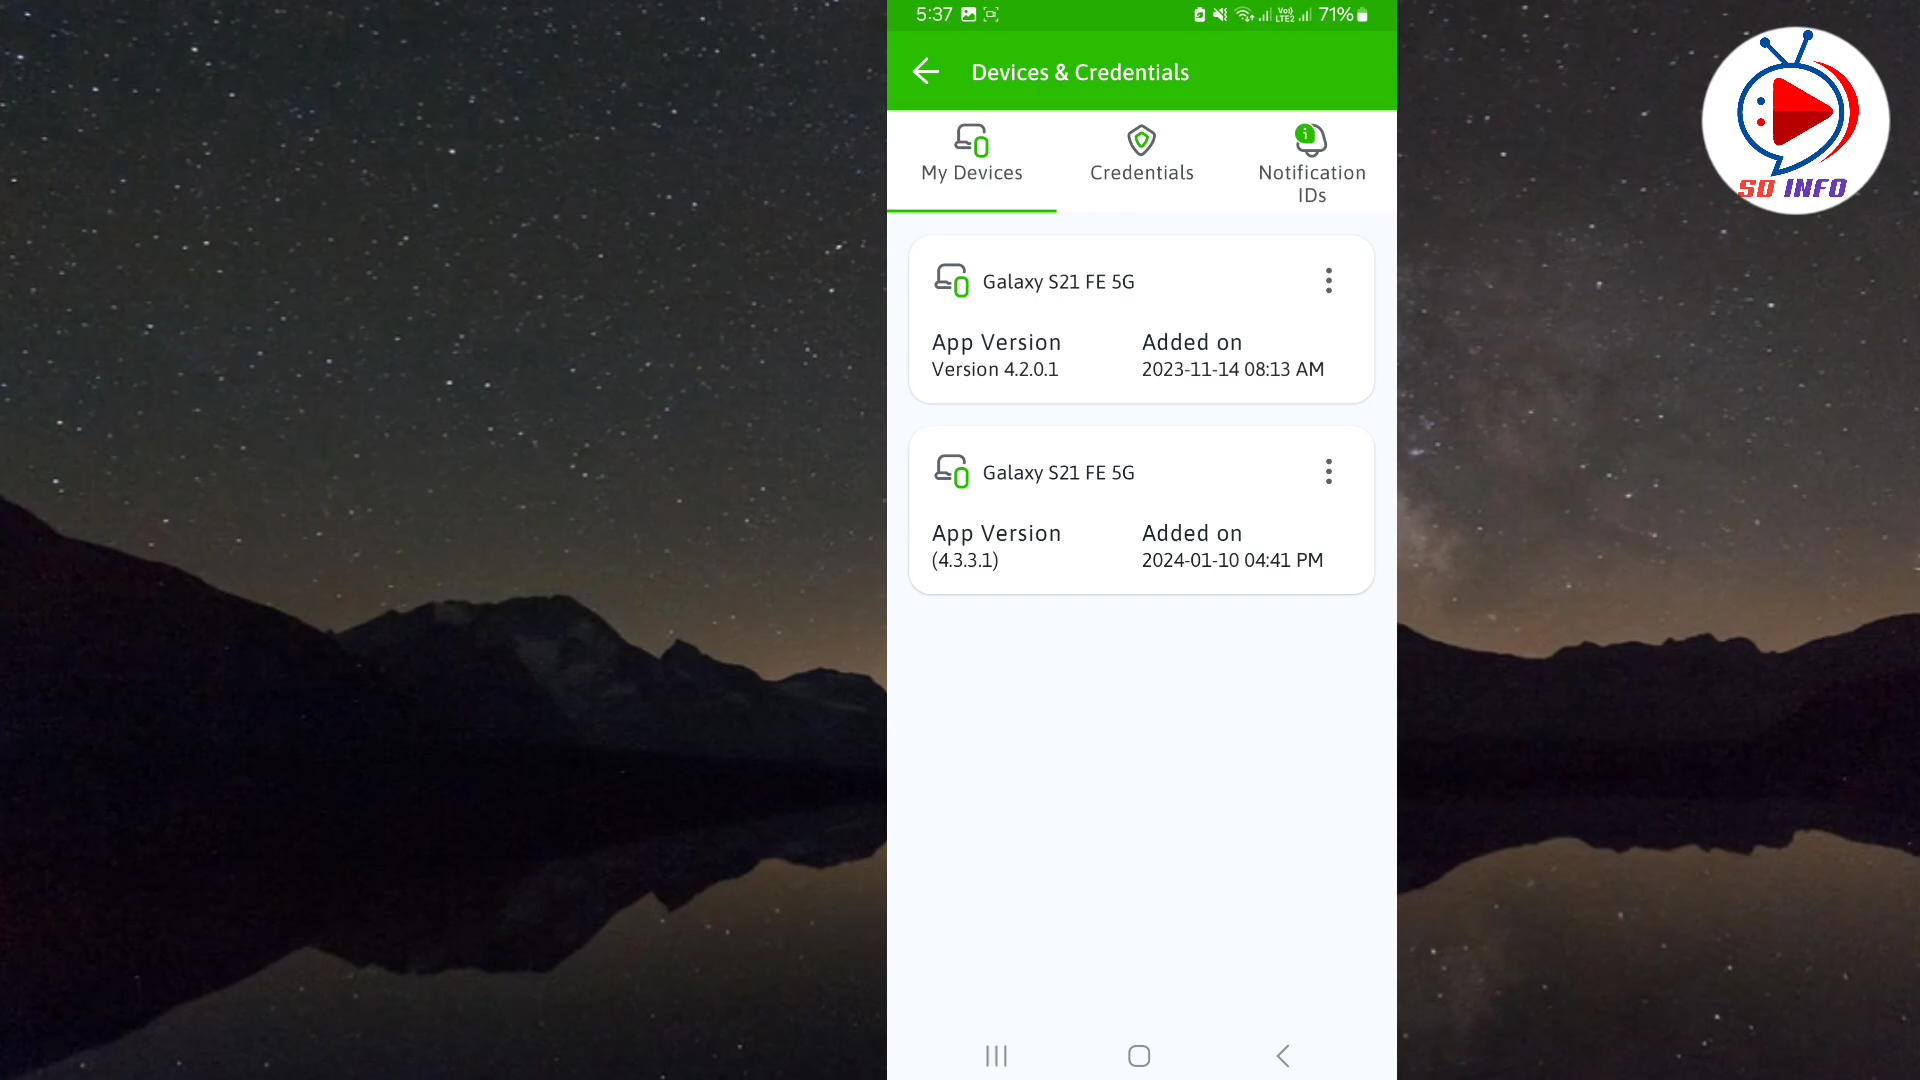 5:37
Vo))
LTE2
71%
Devices & Credentials
My Devices
Credentials
Notification
IDs
Galaxy S21 FE 5G
App Version
Added on
Version 4.2.0.1
2023-11-14 08:13 AM
Galaxy S21 FE 5G
App Version
Added on
(4.3.3.1)
2024-01-10 04:41 PM
SD INFO